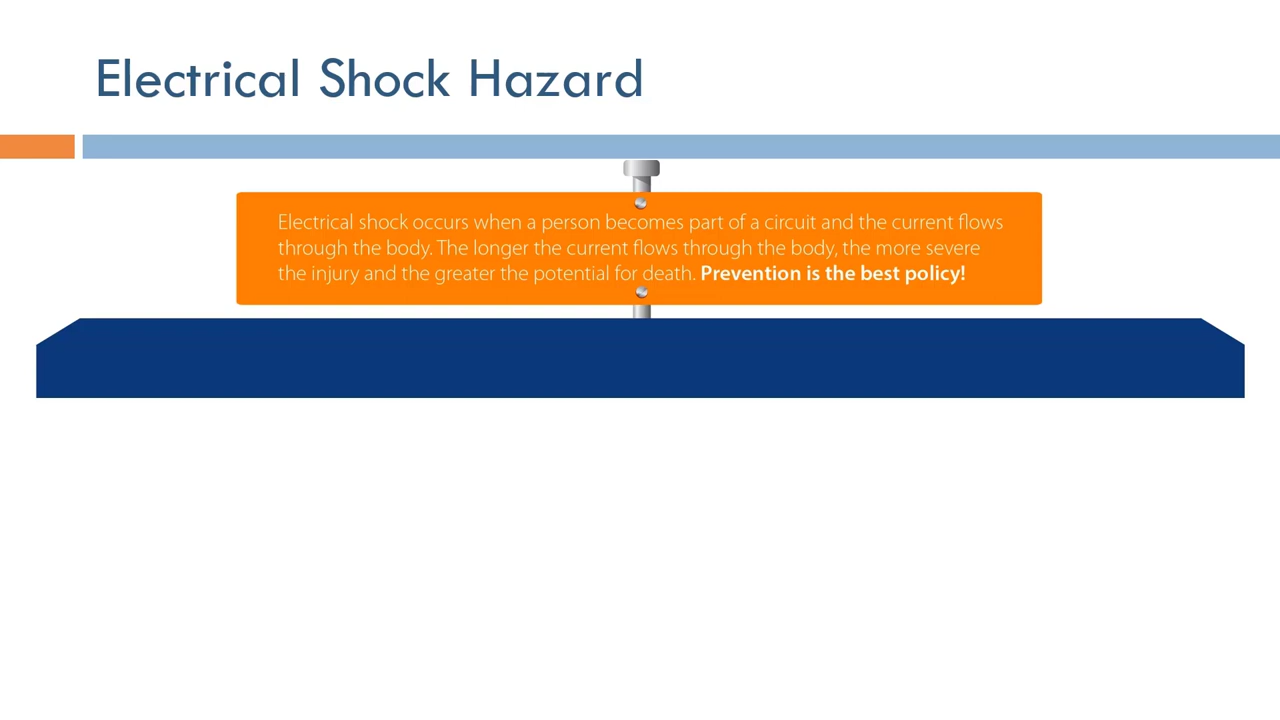 Electrical Shock Hazard
Electrical shock occurs when a person becomes part of a circuit and the current flows
through the body. The longer the current flows through the body, the more severe
the injury and the greater the potential for death. Prevention is the best policy!